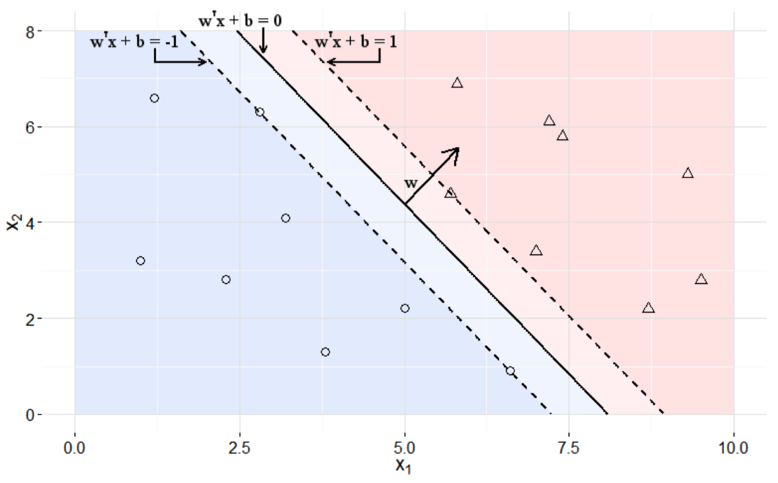 w'x + b = 0
w'x + b = -1
w'x + b = 1
8
6
4
2
0
w
x2
0.0
2.5
5.0
7.5
10.0
x1